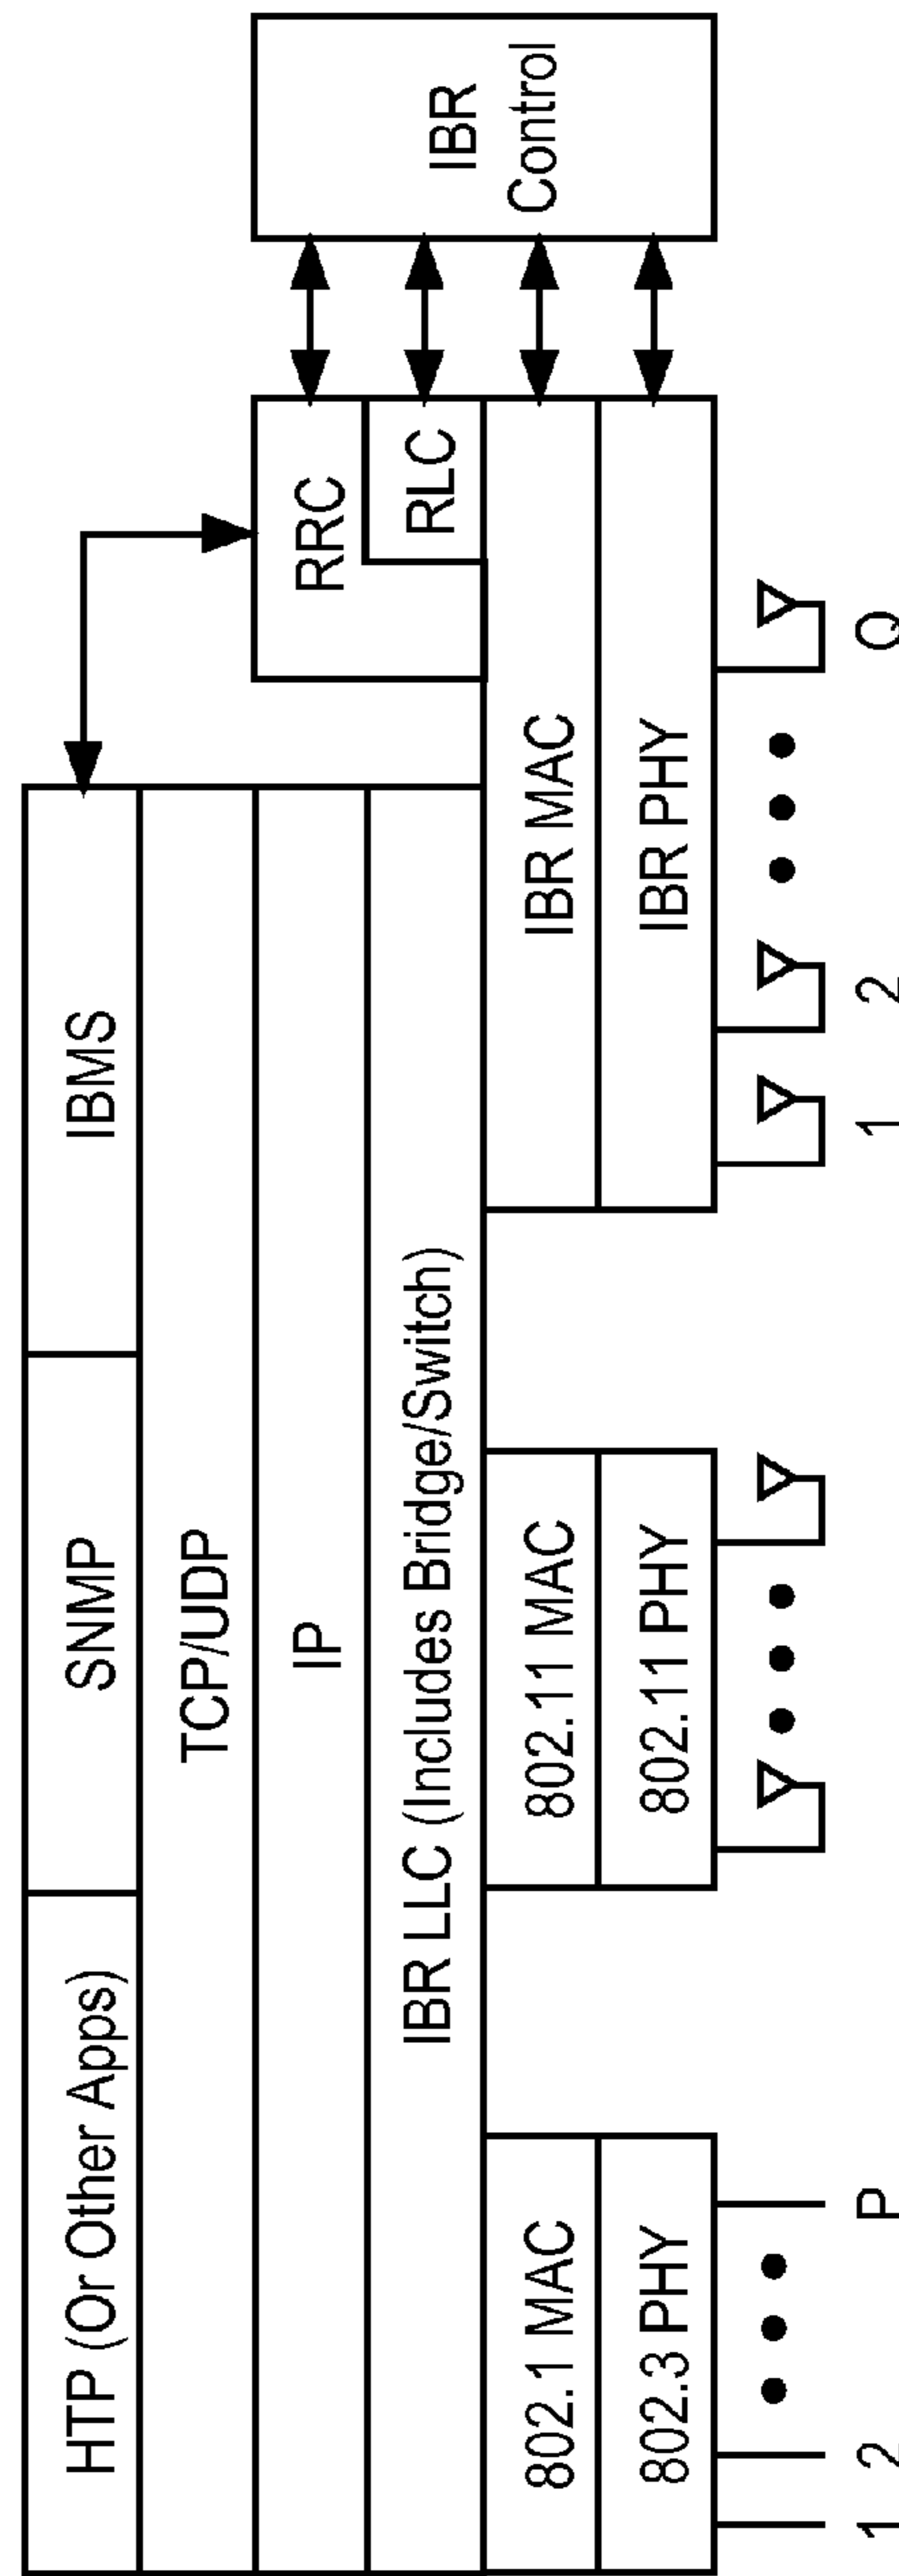 HTP (Or Other Apps)
SNMP
IBMS
TCP/UDP
IP
RRC
IBR LLC (Includes Bridge/Switch)
RLC
IBR
Control
802.1 MAC
802.11 MAC
IBR MAC
802.3 PHY
802.11 PHY
IBR PHY
1 2 P
1 2 Q